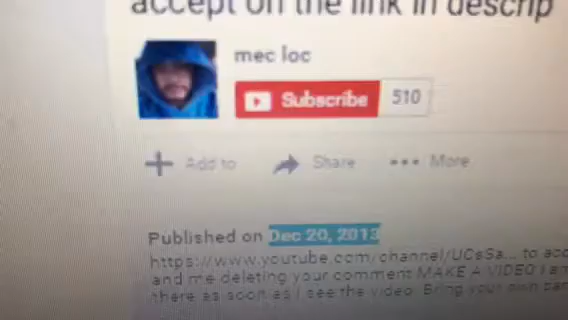 accept on the link in descrip
mec loc
Subscribe 510
Add to Share More
Published on Dec 20, 2013
https://www.youtube.com/channel/UCsSa... to acc
and me deleting your comment MAKE A VIDEO I am
there as soon as I see the video. Bring your own